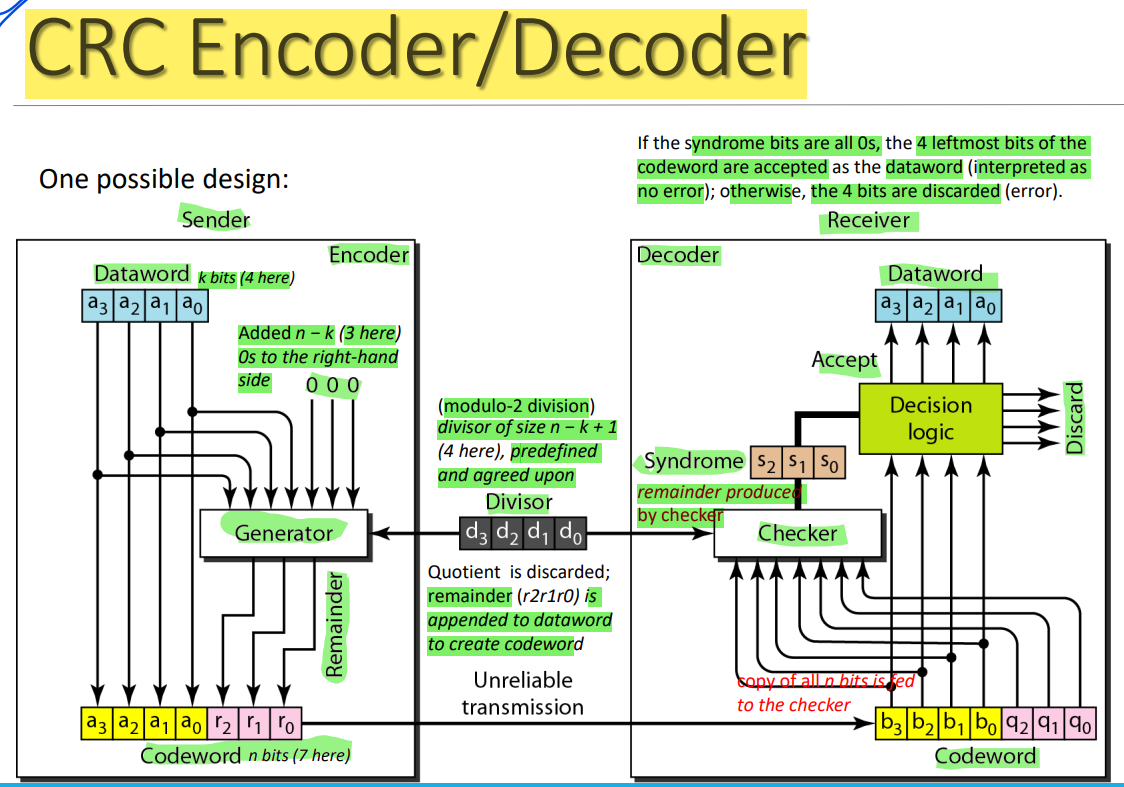 CRC Encoder/Decoder
If the syndrome bits are all 0s, the 4 leftmost bits of the
codeword are accepted as the dataword (interpreted as
no error); otherwise, the 4 bits are discarded (error).
One possible design:
Sender
Encoder
Dataword k bits (4 here)
a3 a2 a1 a0
Added n − k (3 here)
0s to the right-hand
side
0 0 0
Generator
Remainder
a3 a2 a1 a0 r2 r1 r0
Codeword n bits (7 here)
(modulo-2 division)
divisor of size n − k + 1
(4 here), predefined
and agreed upon
Divisor
d3 d2 d1 d0
Quotient is discarded;
remainder (r2r1r0) is
appended to dataword
to create codeword
Unreliable
transmission
Receiver
Decoder
Dataword
a3 a2 a1 a0
Accept
Decision
logic
Discard
Syndrome
s2 s1 s0
remainder produced
by checker
Checker
copy of all n bits is fed
to the checker
b3 b2 b1 b0 q2 q1 q0
Codeword